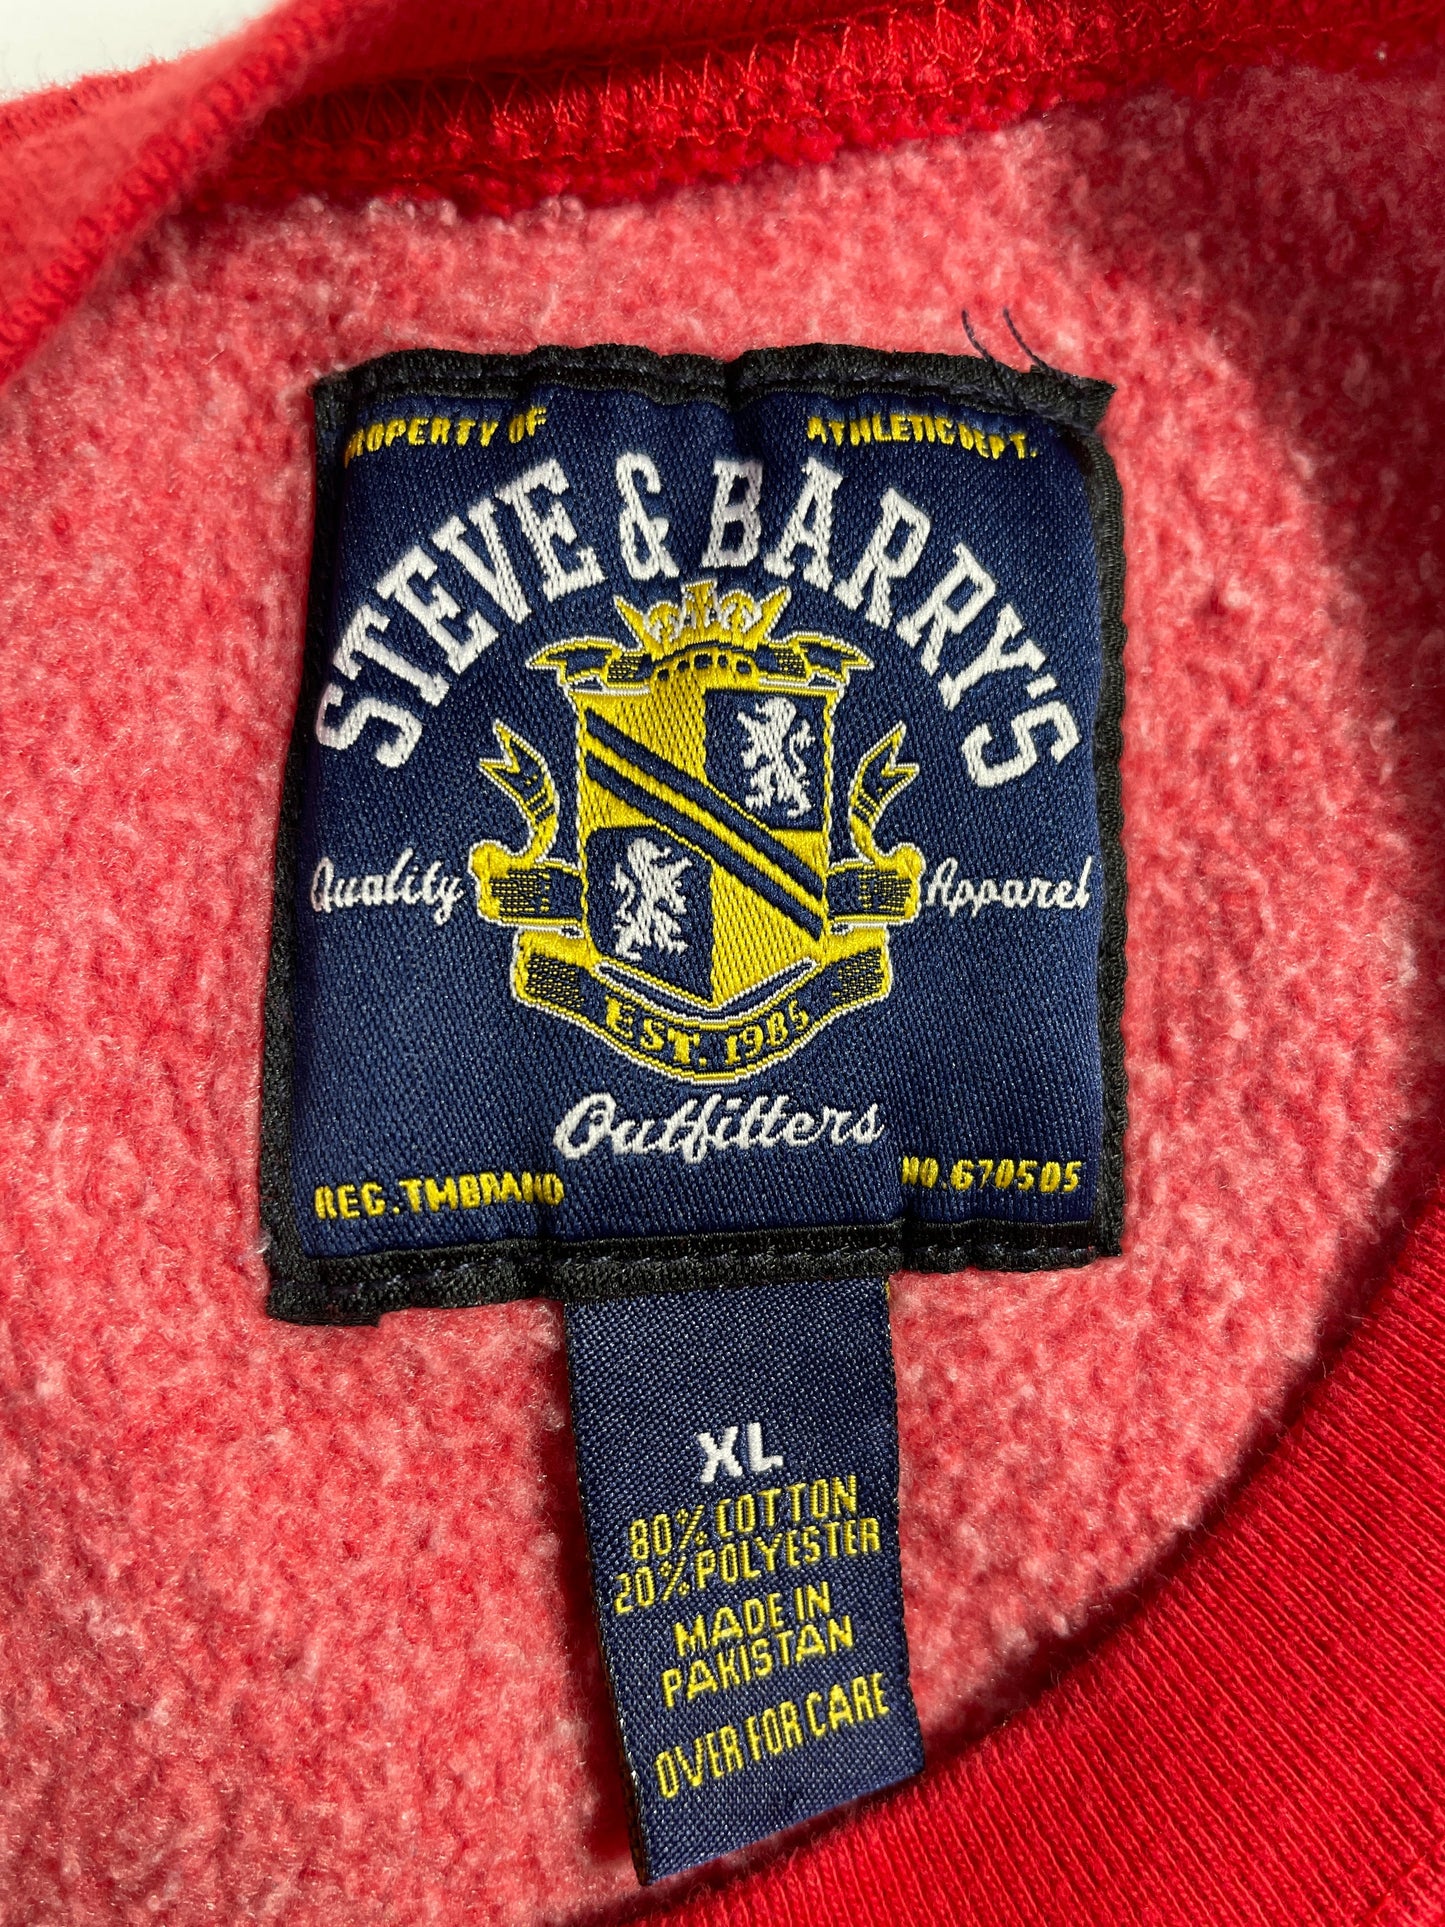 PROPERTY OF
ATHLETIC DEPT.
STEVE & BARRY'S
Quality
Apparel
EST. 1985
Outfitters
REG. TMBRAND
NO. 670505
XL
80% COTTON
20% POLYESTER
MADE IN
PAKISTAN
OVER FOR CARE